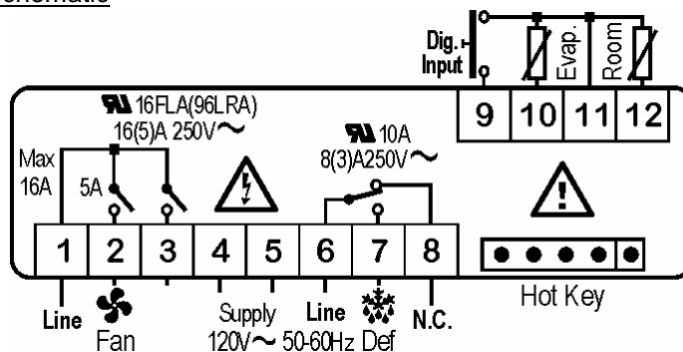 Dig.
Input
Evap.
Room
9 10 11 12
16FLA(96LRA)
16(5)A 250V~
10A
8(3)A250V~
Max
16A
5A
1 2 3 4 5 6 7 8
Line
Fan
Supply
120V~ 50-60Hz
Line
Def
N.C.
Hot Key